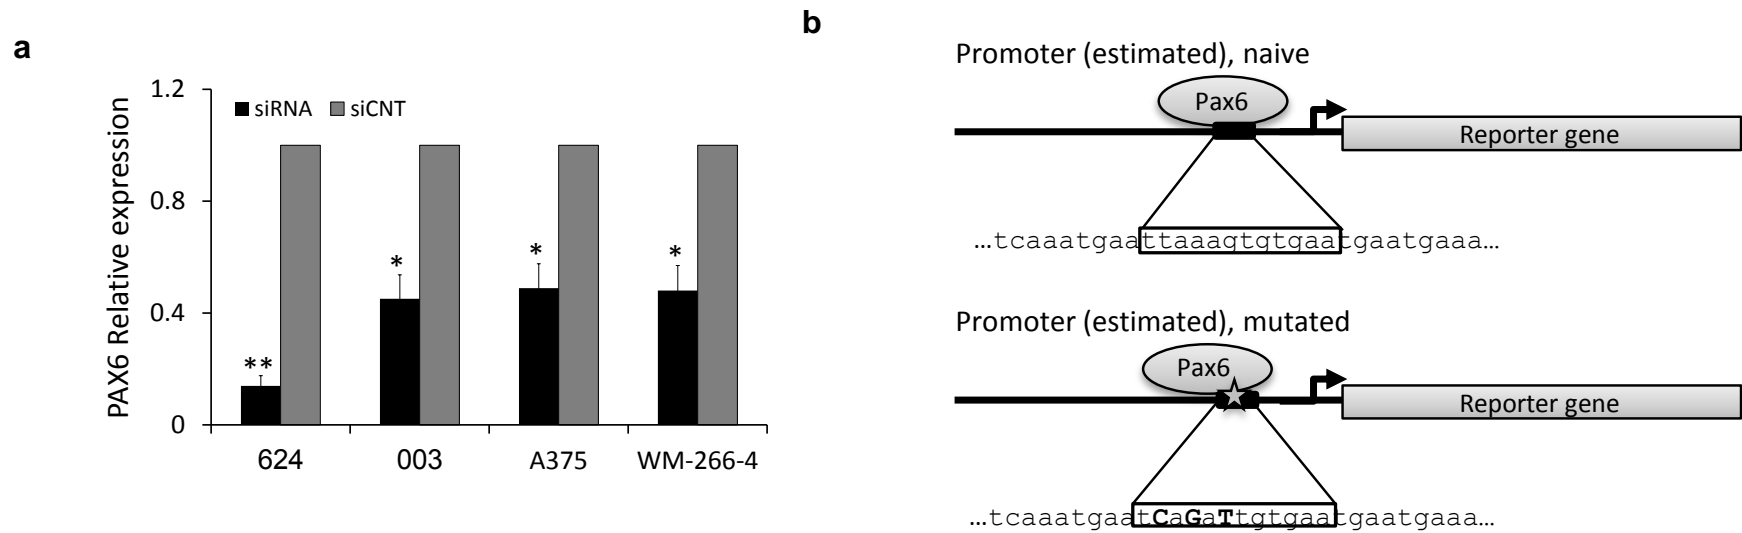 a
b
PAX6 Relative expression
1.2
0.8
0.4
0
siRNA
siCNT
**
*
*
*
624
003
A375
WM-266-4
Promoter (estimated), naive
Pax6
Reporter gene
…tcaaatgaattaaagtgtgaatgaatgaaa…
Promoter (estimated), mutated
Pax6
Reporter gene
…tcaaatgaatCaGaTtgtgaatgaatgaaa…